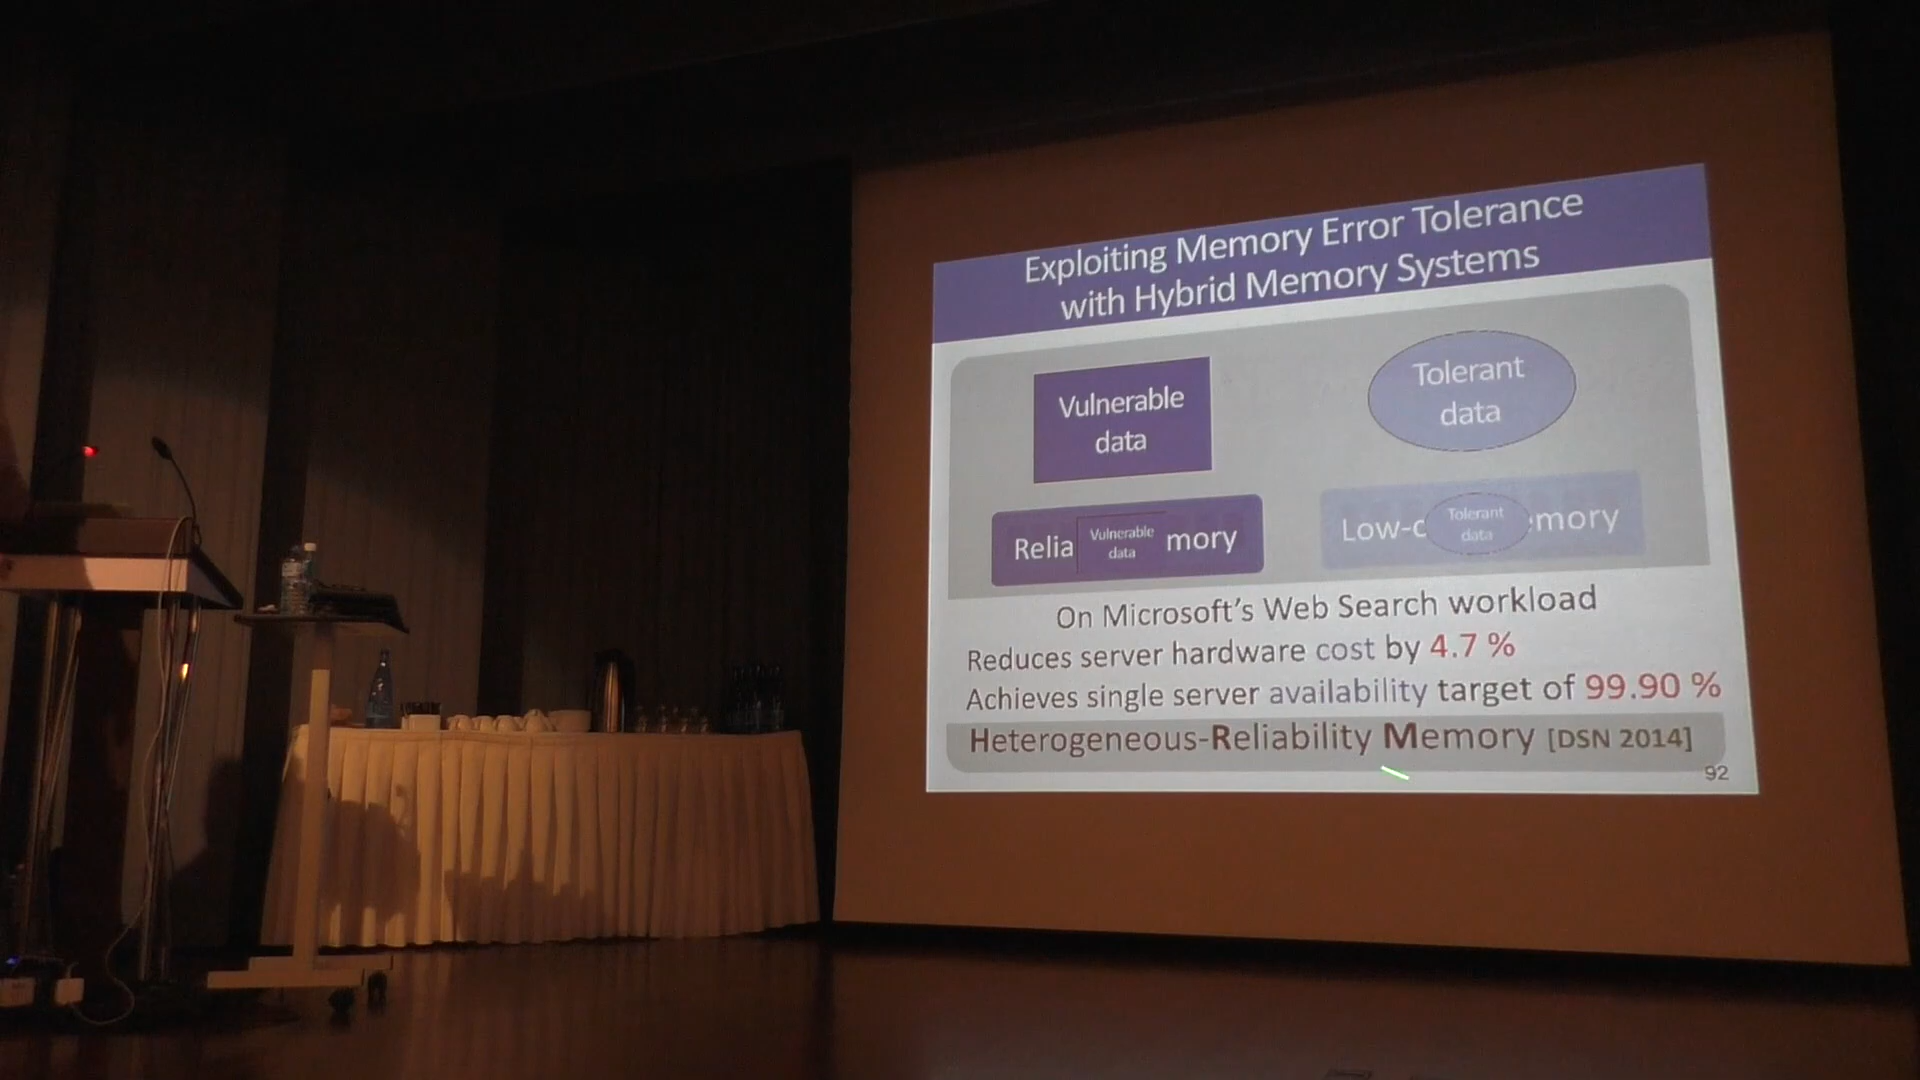 Exploiting Memory Error Tolerance
with Hybrid Memory Systems
Vulnerable
data
Tolerant
data
Relia
Vulnerable
data
mory
Low-c
Tolerant
data
mory
On Microsoft's Web Search workload
Reduces server hardware cost by 4.7 %
Achieves single server availability target of 99.90 %
Heterogeneous-Reliability Memory [DSN 2014]
92